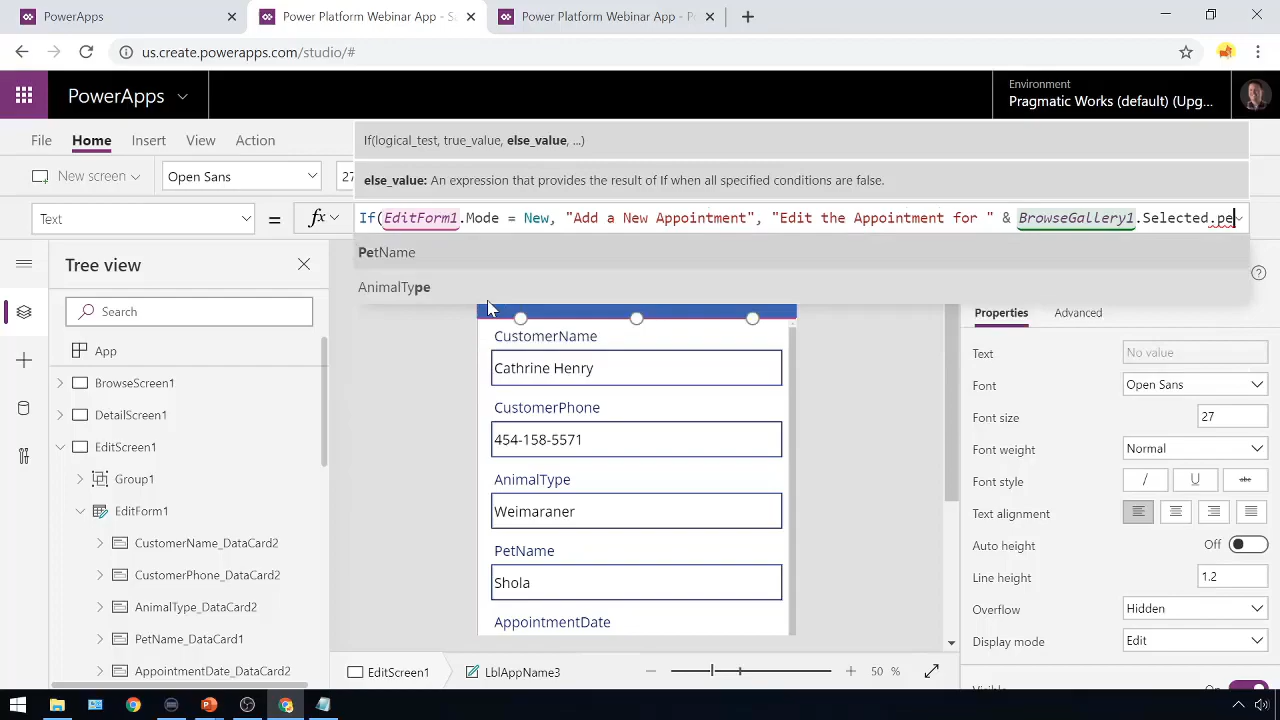 PowerApps
Power Platform Webinar App - Sa
Power Platform Webinar App - Po
us.create.powerapps.com/studio/#
PowerApps
Environment
Pragmatic Works (default) (Upg...
File
Home
Insert
View
Action
If(logical_test, true_value, else_value, ...)
New screen
Open Sans
27
else_value: An expression that provides the result of If when all specified conditions are false.
Text
=
fx
If(EditForm1.Mode = New, "Add a New Appointment", "Edit the Appointment for " & BrowseGallery1.Selected.pe
PetName
AnimalType
Tree view
Search
App
BrowseScreen1
DetailScreen1
EditScreen1
Group1
EditForm1
CustomerName_DataCard2
CustomerPhone_DataCard2
AnimalType_DataCard2
PetName_DataCard1
AppointmentDate_DataCard2
CustomerName
Cathrine Henry
CustomerPhone
454-158-5571
AnimalType
Weimaraner
PetName
Shola
AppointmentDate
EditScreen1
LblAppName3
50 %
Properties
Advanced
Text
No value
Font
Open Sans
Font size
27
Font weight
Normal
Font style
/ U abc
Text alignment
Auto height
Off
Line height
1.2
Overflow
Hidden
Display mode
Edit